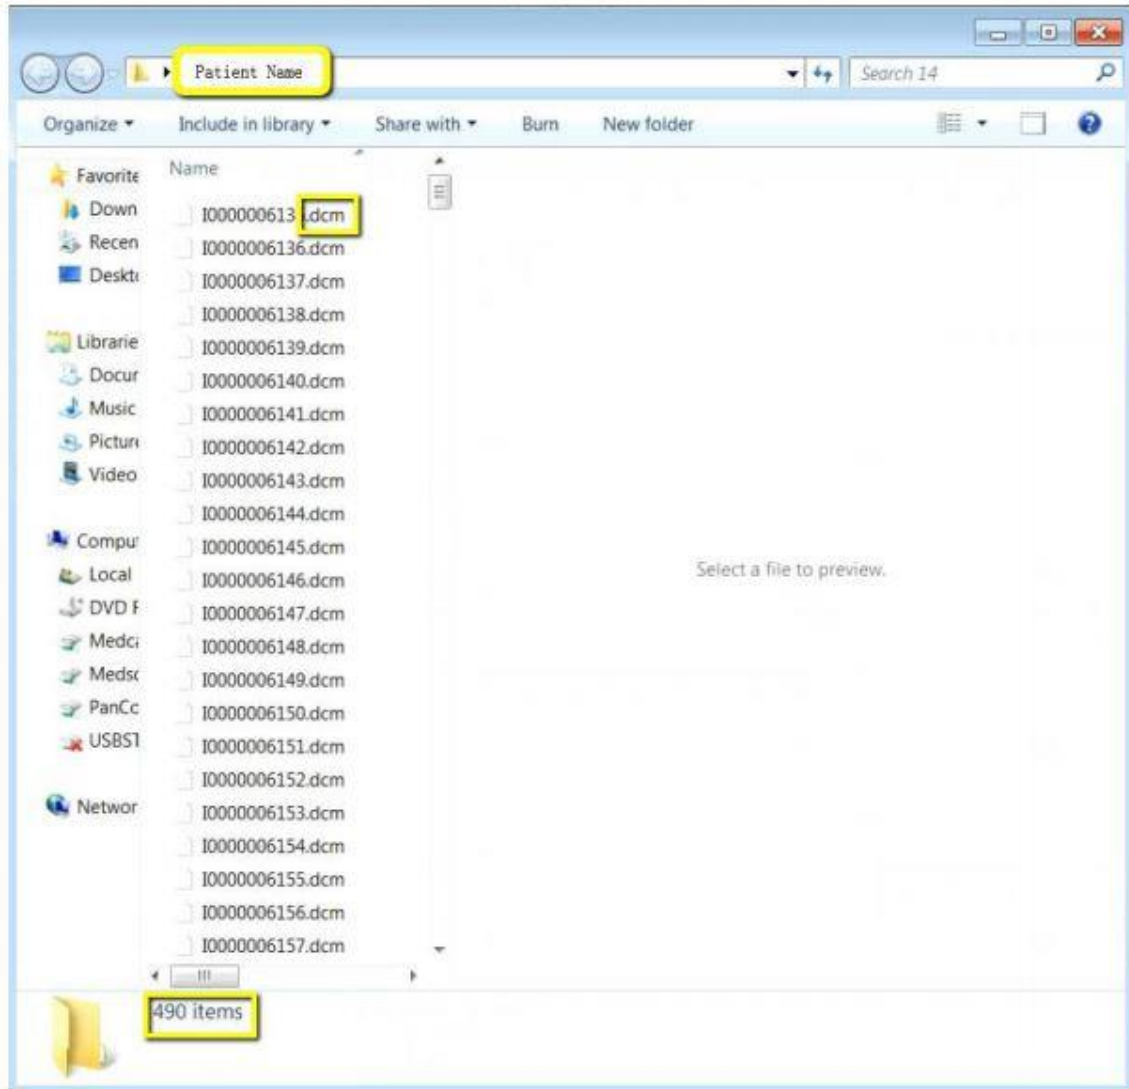 Patient Name
Search 14
Organize Include in library Share with Burn New folder
Name
Favorite
Down
Recen
Deskt
Librarie
Docur
Music
Pictur
Video
Comput
Local
DVD
Medc
Meds
PanCo
USBST
Networ
I000000613 .dcm
I0000006136.dcm
I0000006137.dcm
I0000006138.dcm
I0000006139.dcm
I0000006140.dcm
I0000006141.dcm
I0000006142.dcm
I0000006143.dcm
I0000006144.dcm
I0000006145.dcm
I0000006146.dcm
I0000006147.dcm
I0000006148.dcm
I0000006149.dcm
I0000006150.dcm
I0000006151.dcm
I0000006152.dcm
I0000006153.dcm
I0000006154.dcm
I0000006155.dcm
I0000006156.dcm
I0000006157.dcm
Select a file to preview.
490 items